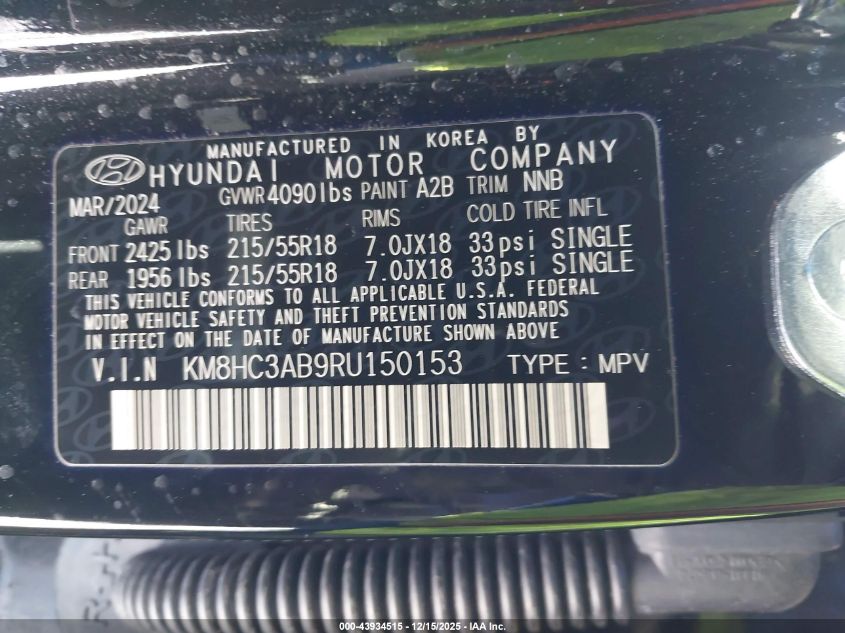 MANUFACTURED IN KOREA BY
HYUNDAI MOTOR COMPANY
MAR/2024 GVWR 4090 lbs PAINT A2B TRIM NNB
GAWR TIRES RIMS COLD TIRE INFL
FRONT 2425 lbs 215/55R18 7.0JX18 33psi SINGLE
REAR 1956 lbs 215/55R18 7.0JX18 33psi SINGLE
THIS VEHICLE CONFORMS TO ALL APPLICABLE U.S.A. FEDERAL
MOTOR VEHICLE SAFETY AND THEFT PREVENTION STANDARDS
IN EFFECT ON THE DATE OF MANUFACTURE SHOWN ABOVE.
V.I.N KM8HC3AB9RU150153 TYPE : MPV
000-43934515 - 12/15/2025 - IAA Inc.